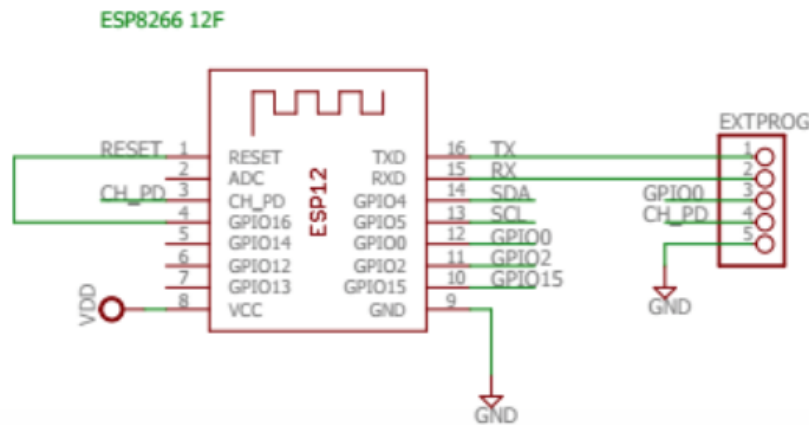 ESP8266 12F
EXTPROG
RESET 1 RESET TXD 16 TX 1
2 ADC RXD 15 RX 2
CH_PD 3 CH_PD GPIO4 14 SDA GPIO0 3
4 GPIO16 GPIO5 13 SCL CH_PD 4
5 GPIO14 GPIO0 12 GPIO0 5
6 GPIO12 GPIO2 11 GPIO2
7 GPIO13 GPIO15 10 GPIO15
VDD 8 VCC GND 9
ESP12
GND
GND